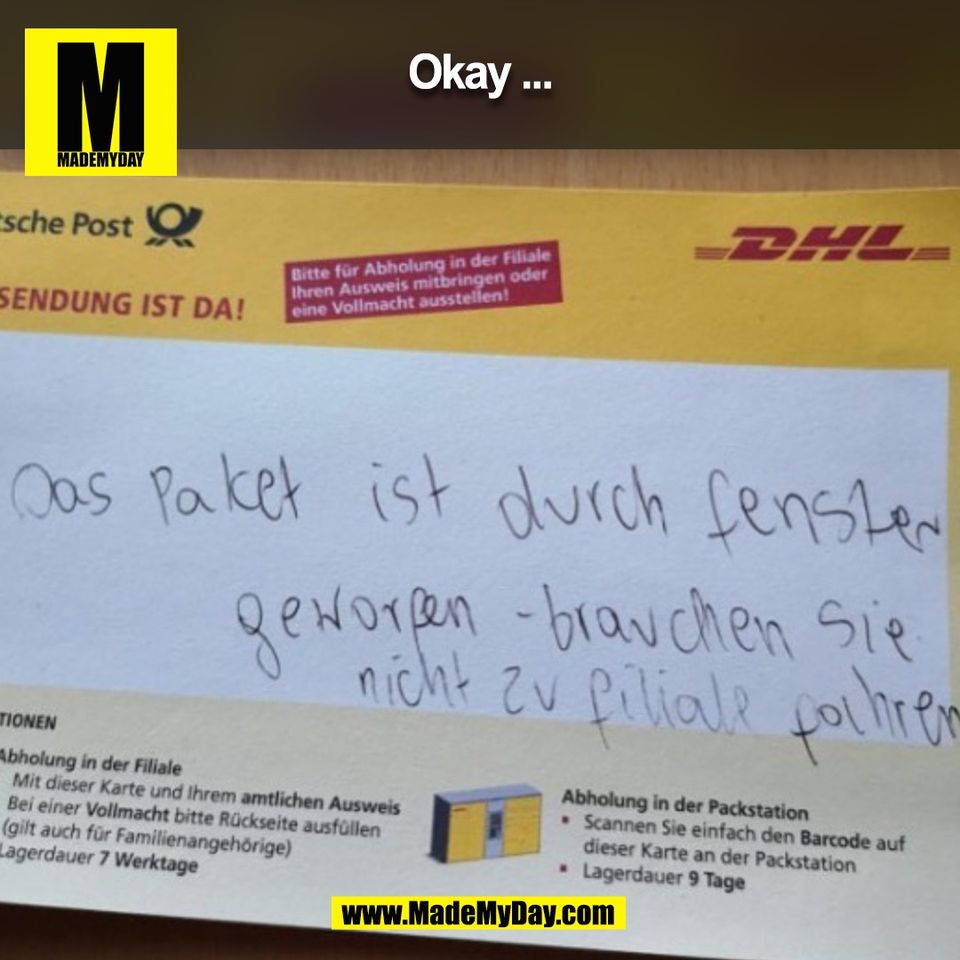 Okay ...
M
MADEMYDAY
tsche Post
DHL
SENDUNG IST DA!
Bitte für Abholung in der Filiale
Ihren Ausweis mitbringen oder
eine Vollmacht ausstellen!
Das Paket ist durch fenster
geworfen - brauchen Sie
nicht zu filiale fahren
TIONEN
Abholung in der Filiale
Mit dieser Karte und Ihrem amtlichen Ausweis
Bei einer Vollmacht bitte Rückseite ausfüllen
(gilt auch für Familienangehörige)
Lagerdauer 7 Werktage
Abholung in der Packstation
Scannen Sie einfach den Barcode auf
dieser Karte an der Packstation
Lagerdauer 9 Tage
www.MadeMyDay.com